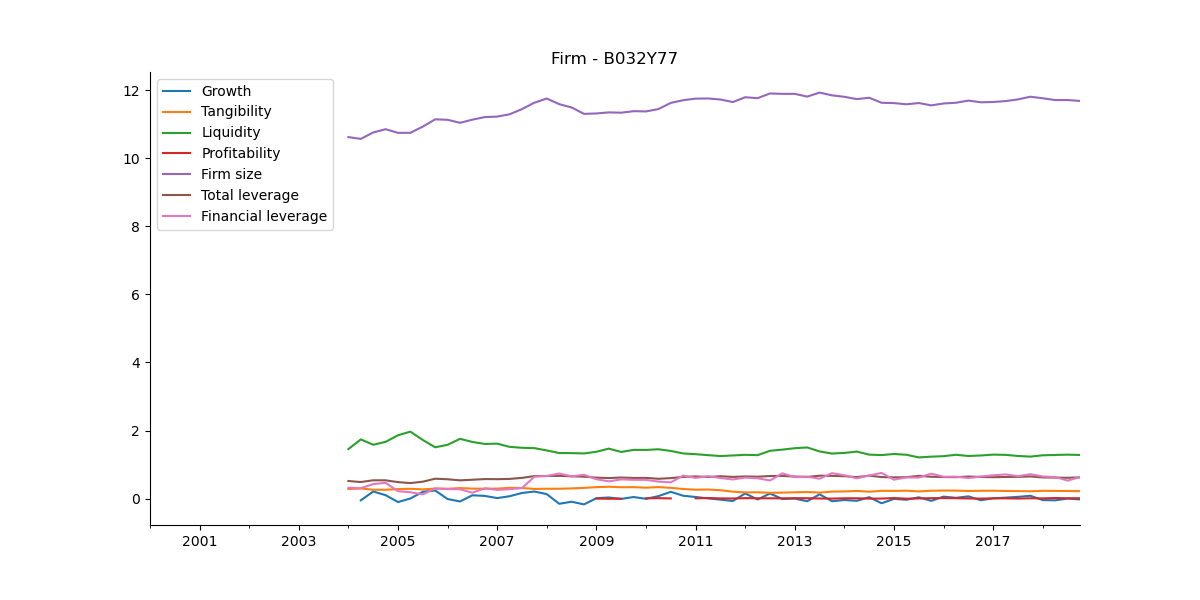 Firm - B032Y77
Growth
Tangibility
Liquidity
Profitability
Firm size
Total leverage
Financial leverage
12
10
8
6
4
2
0
2001 2003 2005 2007 2009 2011 2013 2015 2017